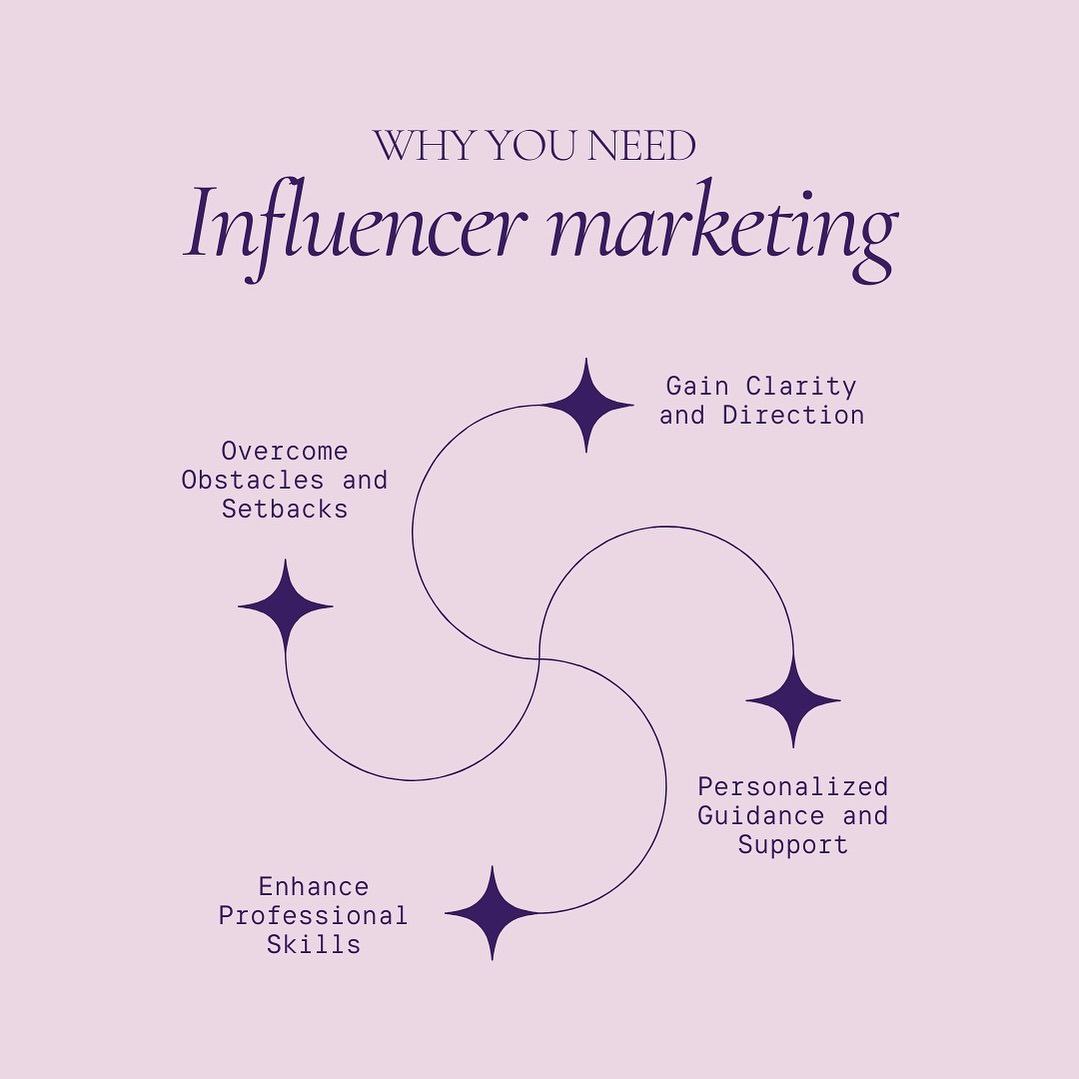 WHY YOU NEED
Influencer marketing
Gain Clarity
and Direction
Overcome
Obstacles and
Setbacks
Personalized
Guidance and
Support
Enhance
Professional
Skills